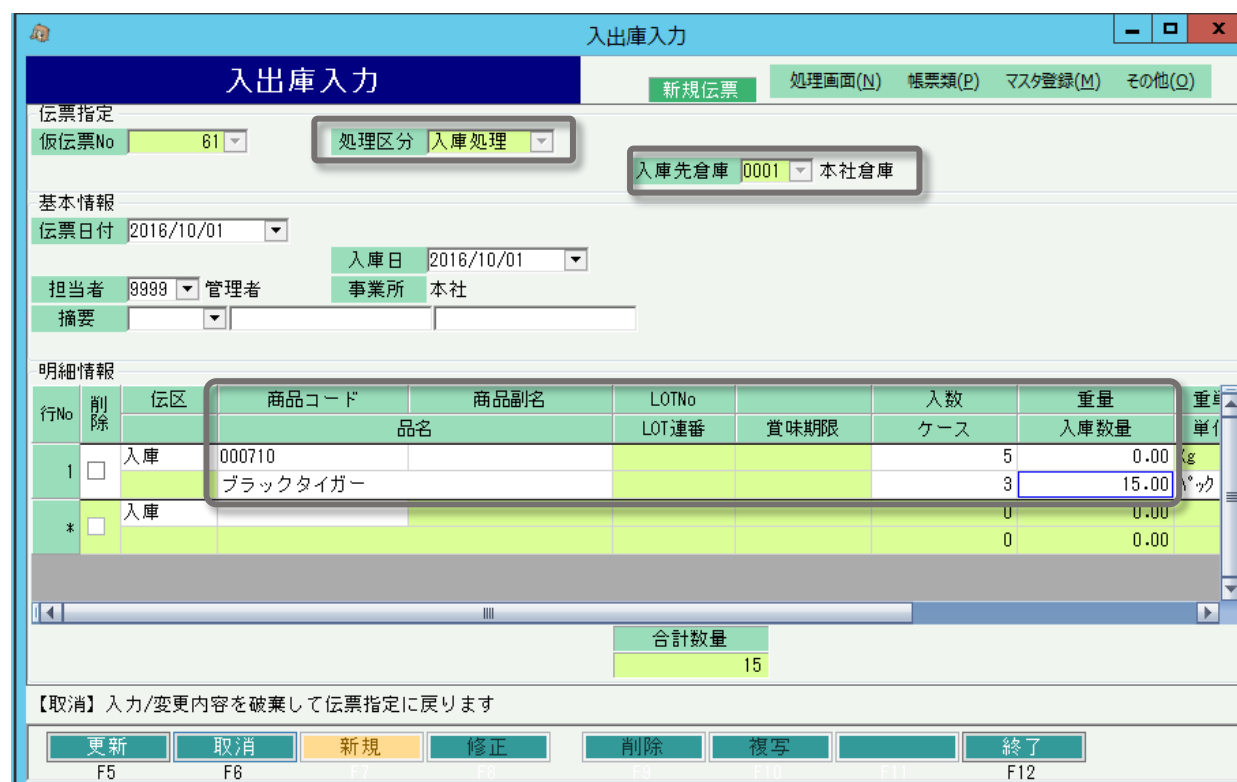 入出庫入力
入出庫入力 新規伝票 処理画面(N) 帳票類(P) マスタ登録(M) その他(O)
伝票指定
仮伝票No 61 処理区分 入庫処理
入庫先倉庫 0001 本社倉庫
基本情報
伝票日付 2016/10/01
入庫日 2016/10/01
担当者 9999 管理者 事業所 本社
摘要
明細情報
行No 削除 伝区 商品コード 商品副名 LOTNo 入数 重量
品名 LOT連番 賞味期限 ケース 入庫数量
1 入庫 000710 5 0.00 Kg
ブラックタイガー 3 15.00 パック
* 入庫 0 0.00
0 0.00
合計数量
15
【取消】入力/変更内容を破棄して伝票指定に戻ります
更新 取消 新規 修正 削除 複写 終了
F5 F6 F7 F8 F9 F10 F11 F12